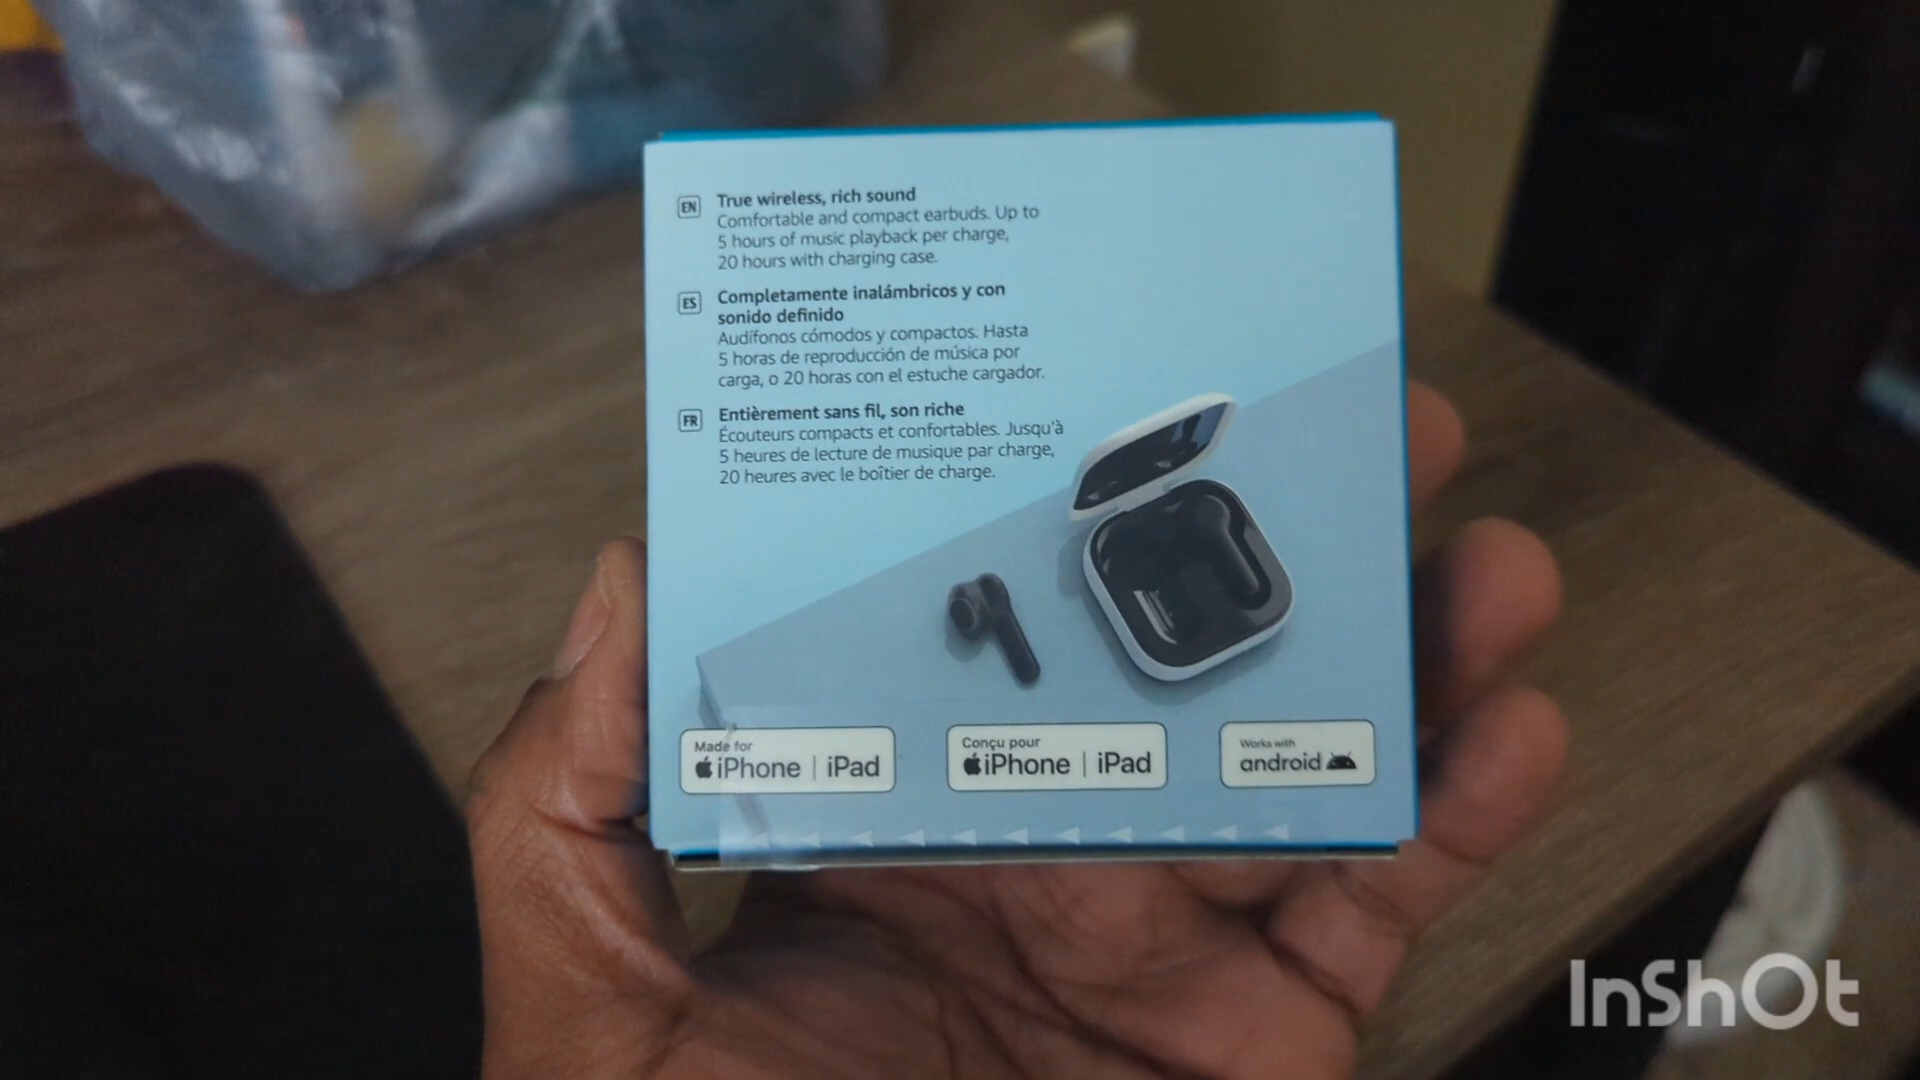 EN
True wireless, rich sound
Comfortable and compact earbuds. Up to
5 hours of music playback per charge,
20 hours with charging case.
ES
Completamente inalámbricos y con
sonido definido
Audífonos cómodos y compactos. Hasta
5 horas de reproducción de música por
carga, o 20 horas con el estuche cargador.
FR
Entièrement sans fil, son riche
Écouteurs compacts et confortables. Jusqu'à
5 heures de lecture de musique par charge,
20 heures avec le boîtier de charge.
Made for
iPhone | iPad
Conçu pour
iPhone | iPad
Works with
android
InShOt